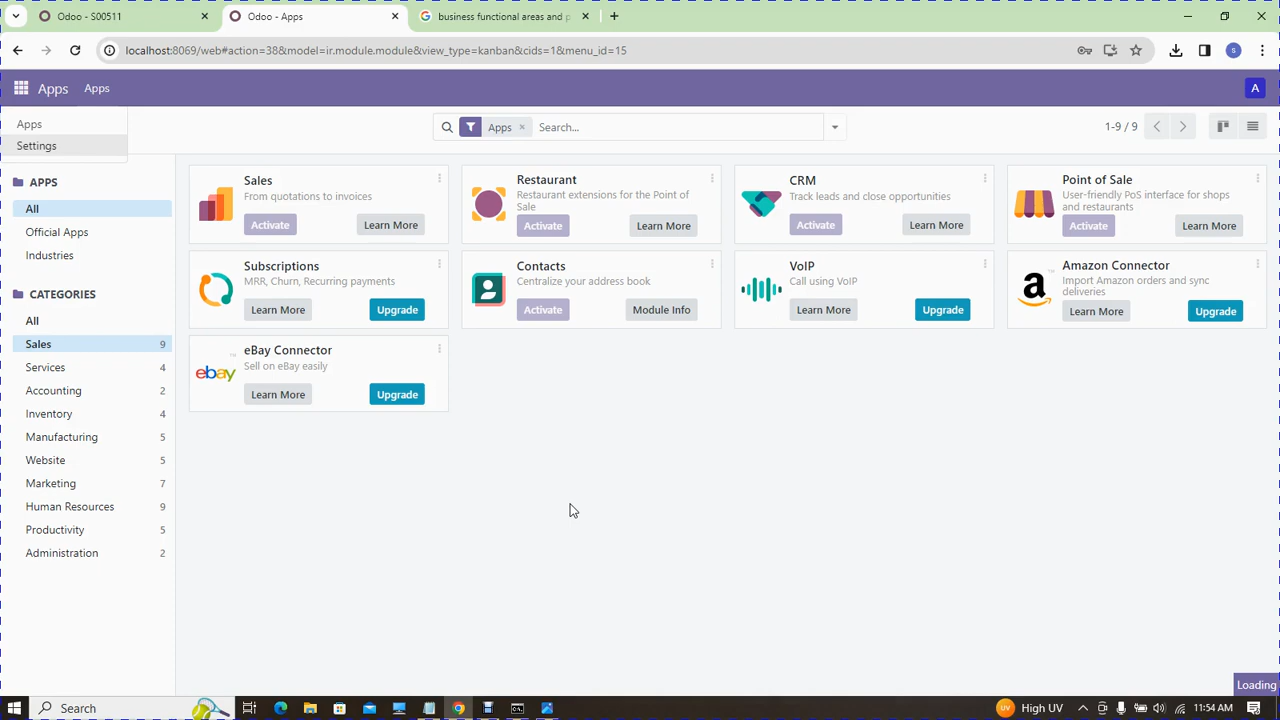 Odoo - S00511
Odoo - Apps
business functional areas and p
localhost:8069/web#action=38&model=ir.module.module&view_type=kanban&cids=1&menu_id=15
S
Apps
Apps
A
Apps
Settings
Apps
Search...
1-9 / 9
APPS
All
Official Apps
Industries
CATEGORIES
All
Sales 9
Services 4
Accounting 2
Inventory 4
Manufacturing 5
Website 5
Marketing 7
Human Resources 9
Productivity 5
Administration 2
Sales
From quotations to invoices
Activate
Learn More
Restaurant
Restaurant extensions for the Point of
Sale
Activate
Learn More
CRM
Track leads and close opportunities
Activate
Learn More
Point of Sale
User-friendly PoS interface for shops
and restaurants
Activate
Learn More
Subscriptions
MRR, Churn, Recurring payments
Learn More
Upgrade
Contacts
Centralize your address book
Activate
Module Info
VoIP
Call using VoIP
Learn More
Upgrade
a
Amazon Connector
Import Amazon orders and sync
deliveries
Learn More
Upgrade
ebay
eBay Connector
Sell on eBay easily
Learn More
Upgrade
Loading
Search
UV
High UV
11:54 AM